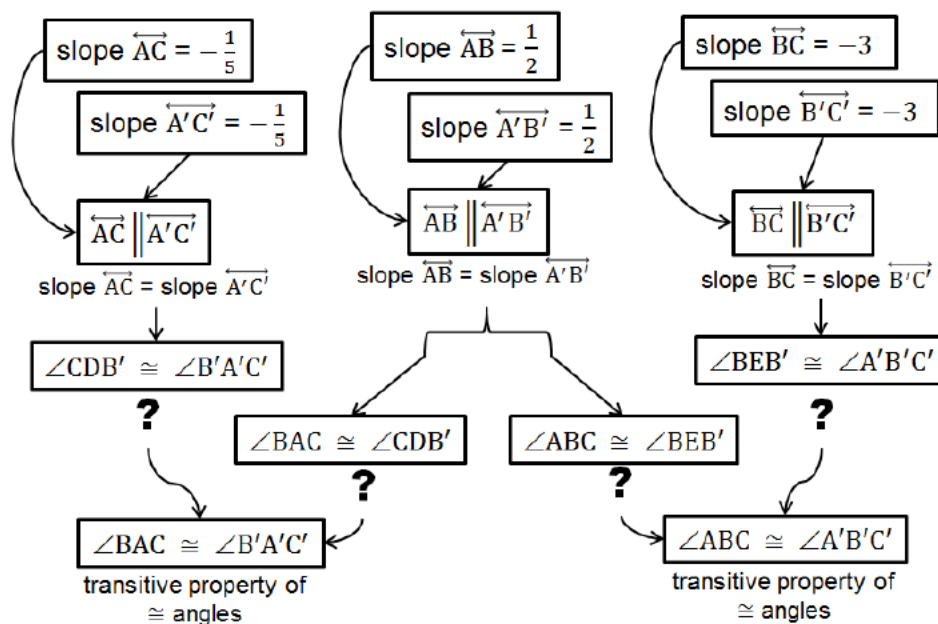 slope AC = −1/5
slope A′C′ = −1/5
AC ∥ A′C′
slope AC = slope A′C′
∠CDB′ ≅ ∠B′A′C′
?
slope AB = 1/2
slope A′B′ = 1/2
AB ∥ A′B′
slope AB = slope A′B′
∠BAC ≅ ∠CDB′
?
∠ABC ≅ ∠BEB′
?
slope BC = −3
slope B′C′ = −3
BC ∥ B′C′
slope BC = slope B′C′
∠BEB′ ≅ ∠A′B′C′
?
∠BAC ≅ ∠B′A′C′
transitive property of
≅ angles
∠ABC ≅ ∠A′B′C′
transitive property of
≅ angles